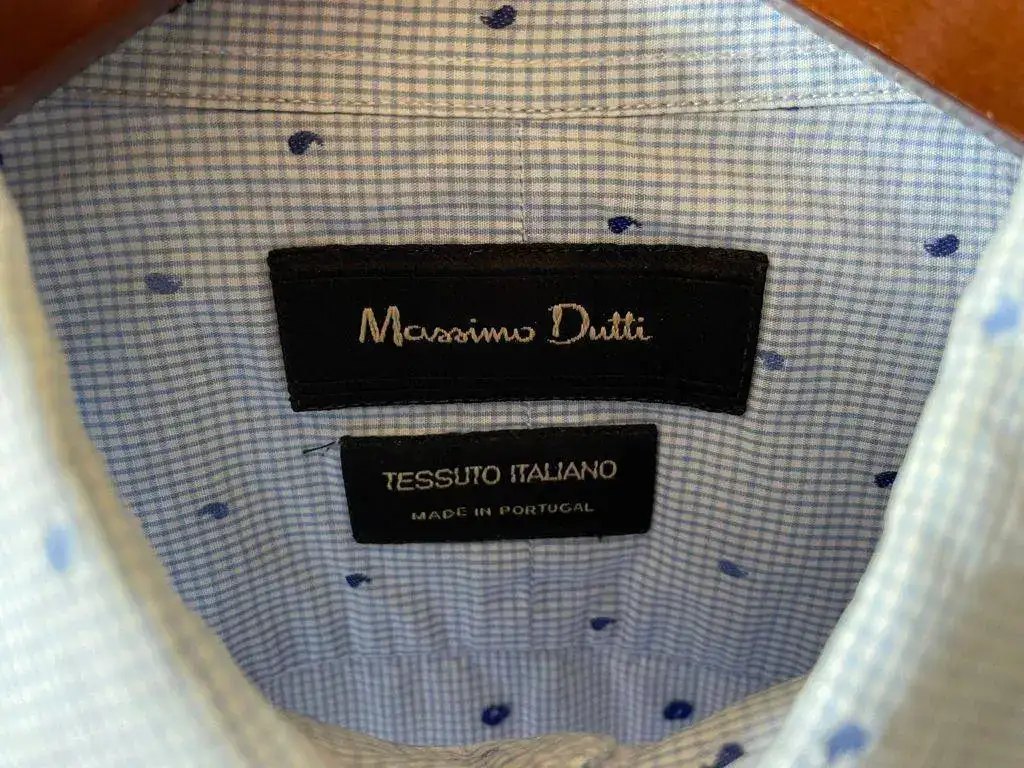 Massimo Dutti
TESSUTO ITALIANO
MADE IN PORTUGAL